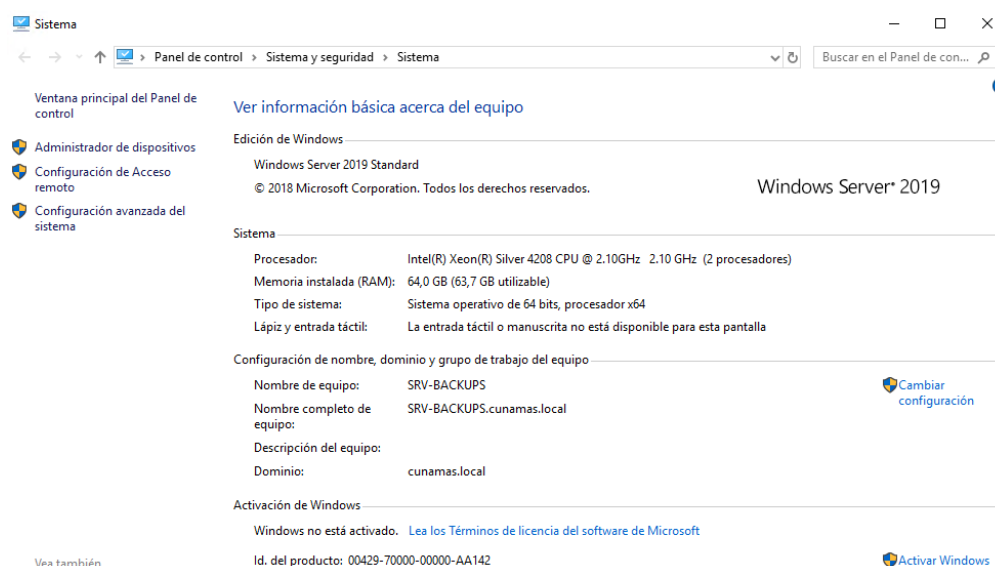 Sistema
Panel de control > Sistema y seguridad > Sistema
Buscar en el Panel de con...
Ventana principal del Panel de
control
Administrador de dispositivos
Configuración de Acceso
remoto
Configuración avanzada del
sistema
Ver información básica acerca del equipo
Edición de Windows
Windows Server 2019 Standard
© 2018 Microsoft Corporation. Todos los derechos reservados.
Windows Server® 2019
Sistema
Procesador: Intel(R) Xeon(R) Silver 4208 CPU @ 2.10GHz 2.10 GHz (2 procesadores)
Memoria instalada (RAM): 64,0 GB (63,7 GB utilizable)
Tipo de sistema: Sistema operativo de 64 bits, procesador x64
Lápiz y entrada táctil: La entrada táctil o manuscrita no está disponible para esta pantalla
Configuración de nombre, dominio y grupo de trabajo del equipo
Nombre de equipo: SRV-BACKUPS
Cambiar
configuración
Nombre completo de SRV-BACKUPS.cunamas.local
equipo:
Descripción del equipo:
Dominio: cunamas.local
Activación de Windows
Windows no está activado. Lea los Términos de licencia del software de Microsoft
Id. del producto: 00429-70000-00000-AA142
Activar Windows
Vea también